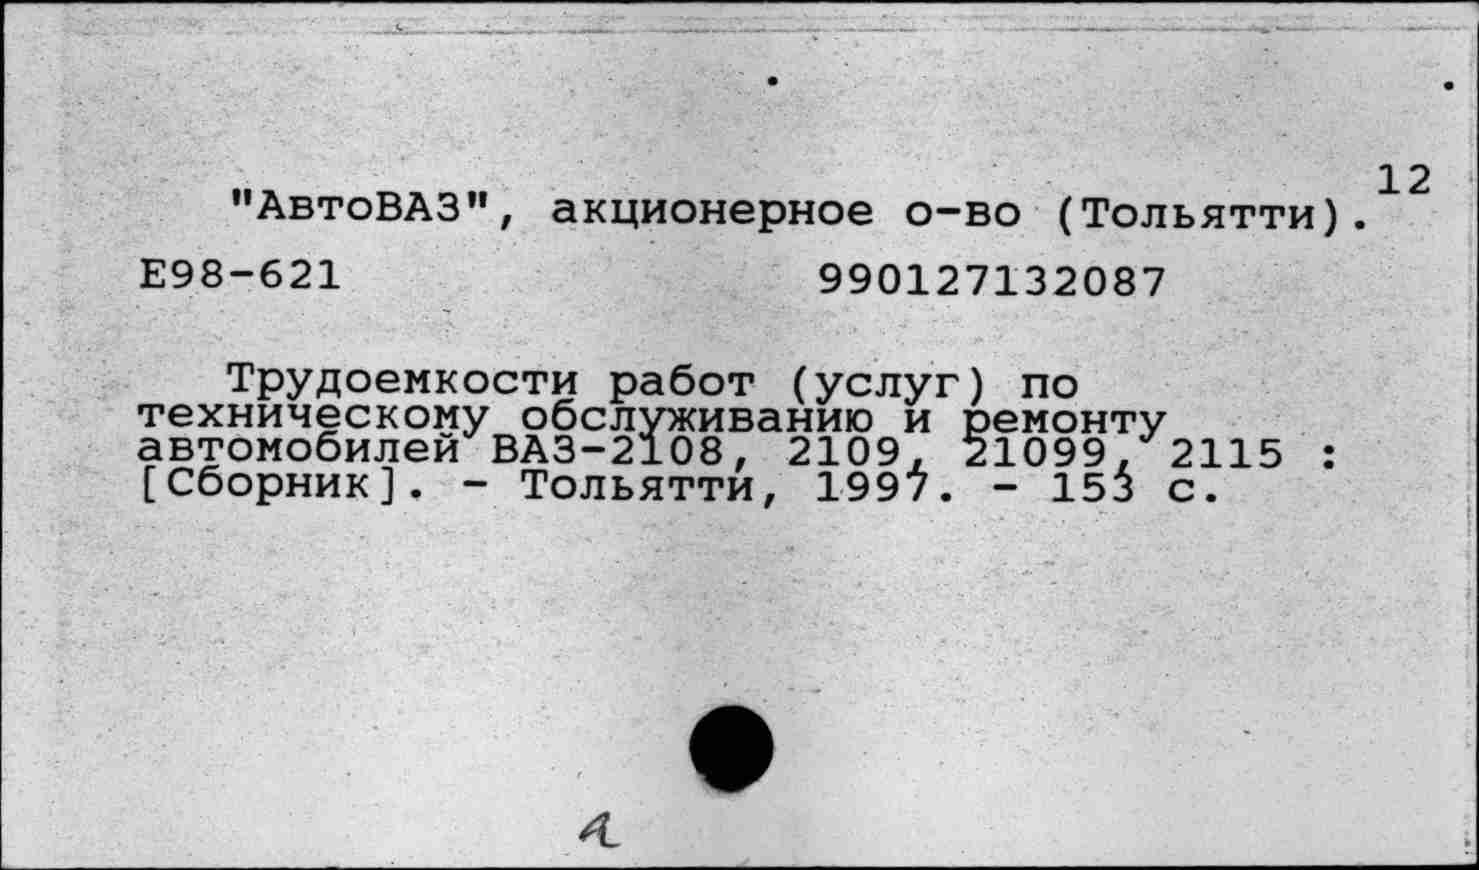 12
"АвтоВАЗ", акционерное о-во (Тольятти).
Е98-621 990127132087
Трудоемкости работ (услуг) по
техническому обслуживанию и ремонту
автомобилей ВАЗ-2108, 2109, 21099, 2115 :
[Сборник]. - Тольятти, 1997. - 153 с.
а